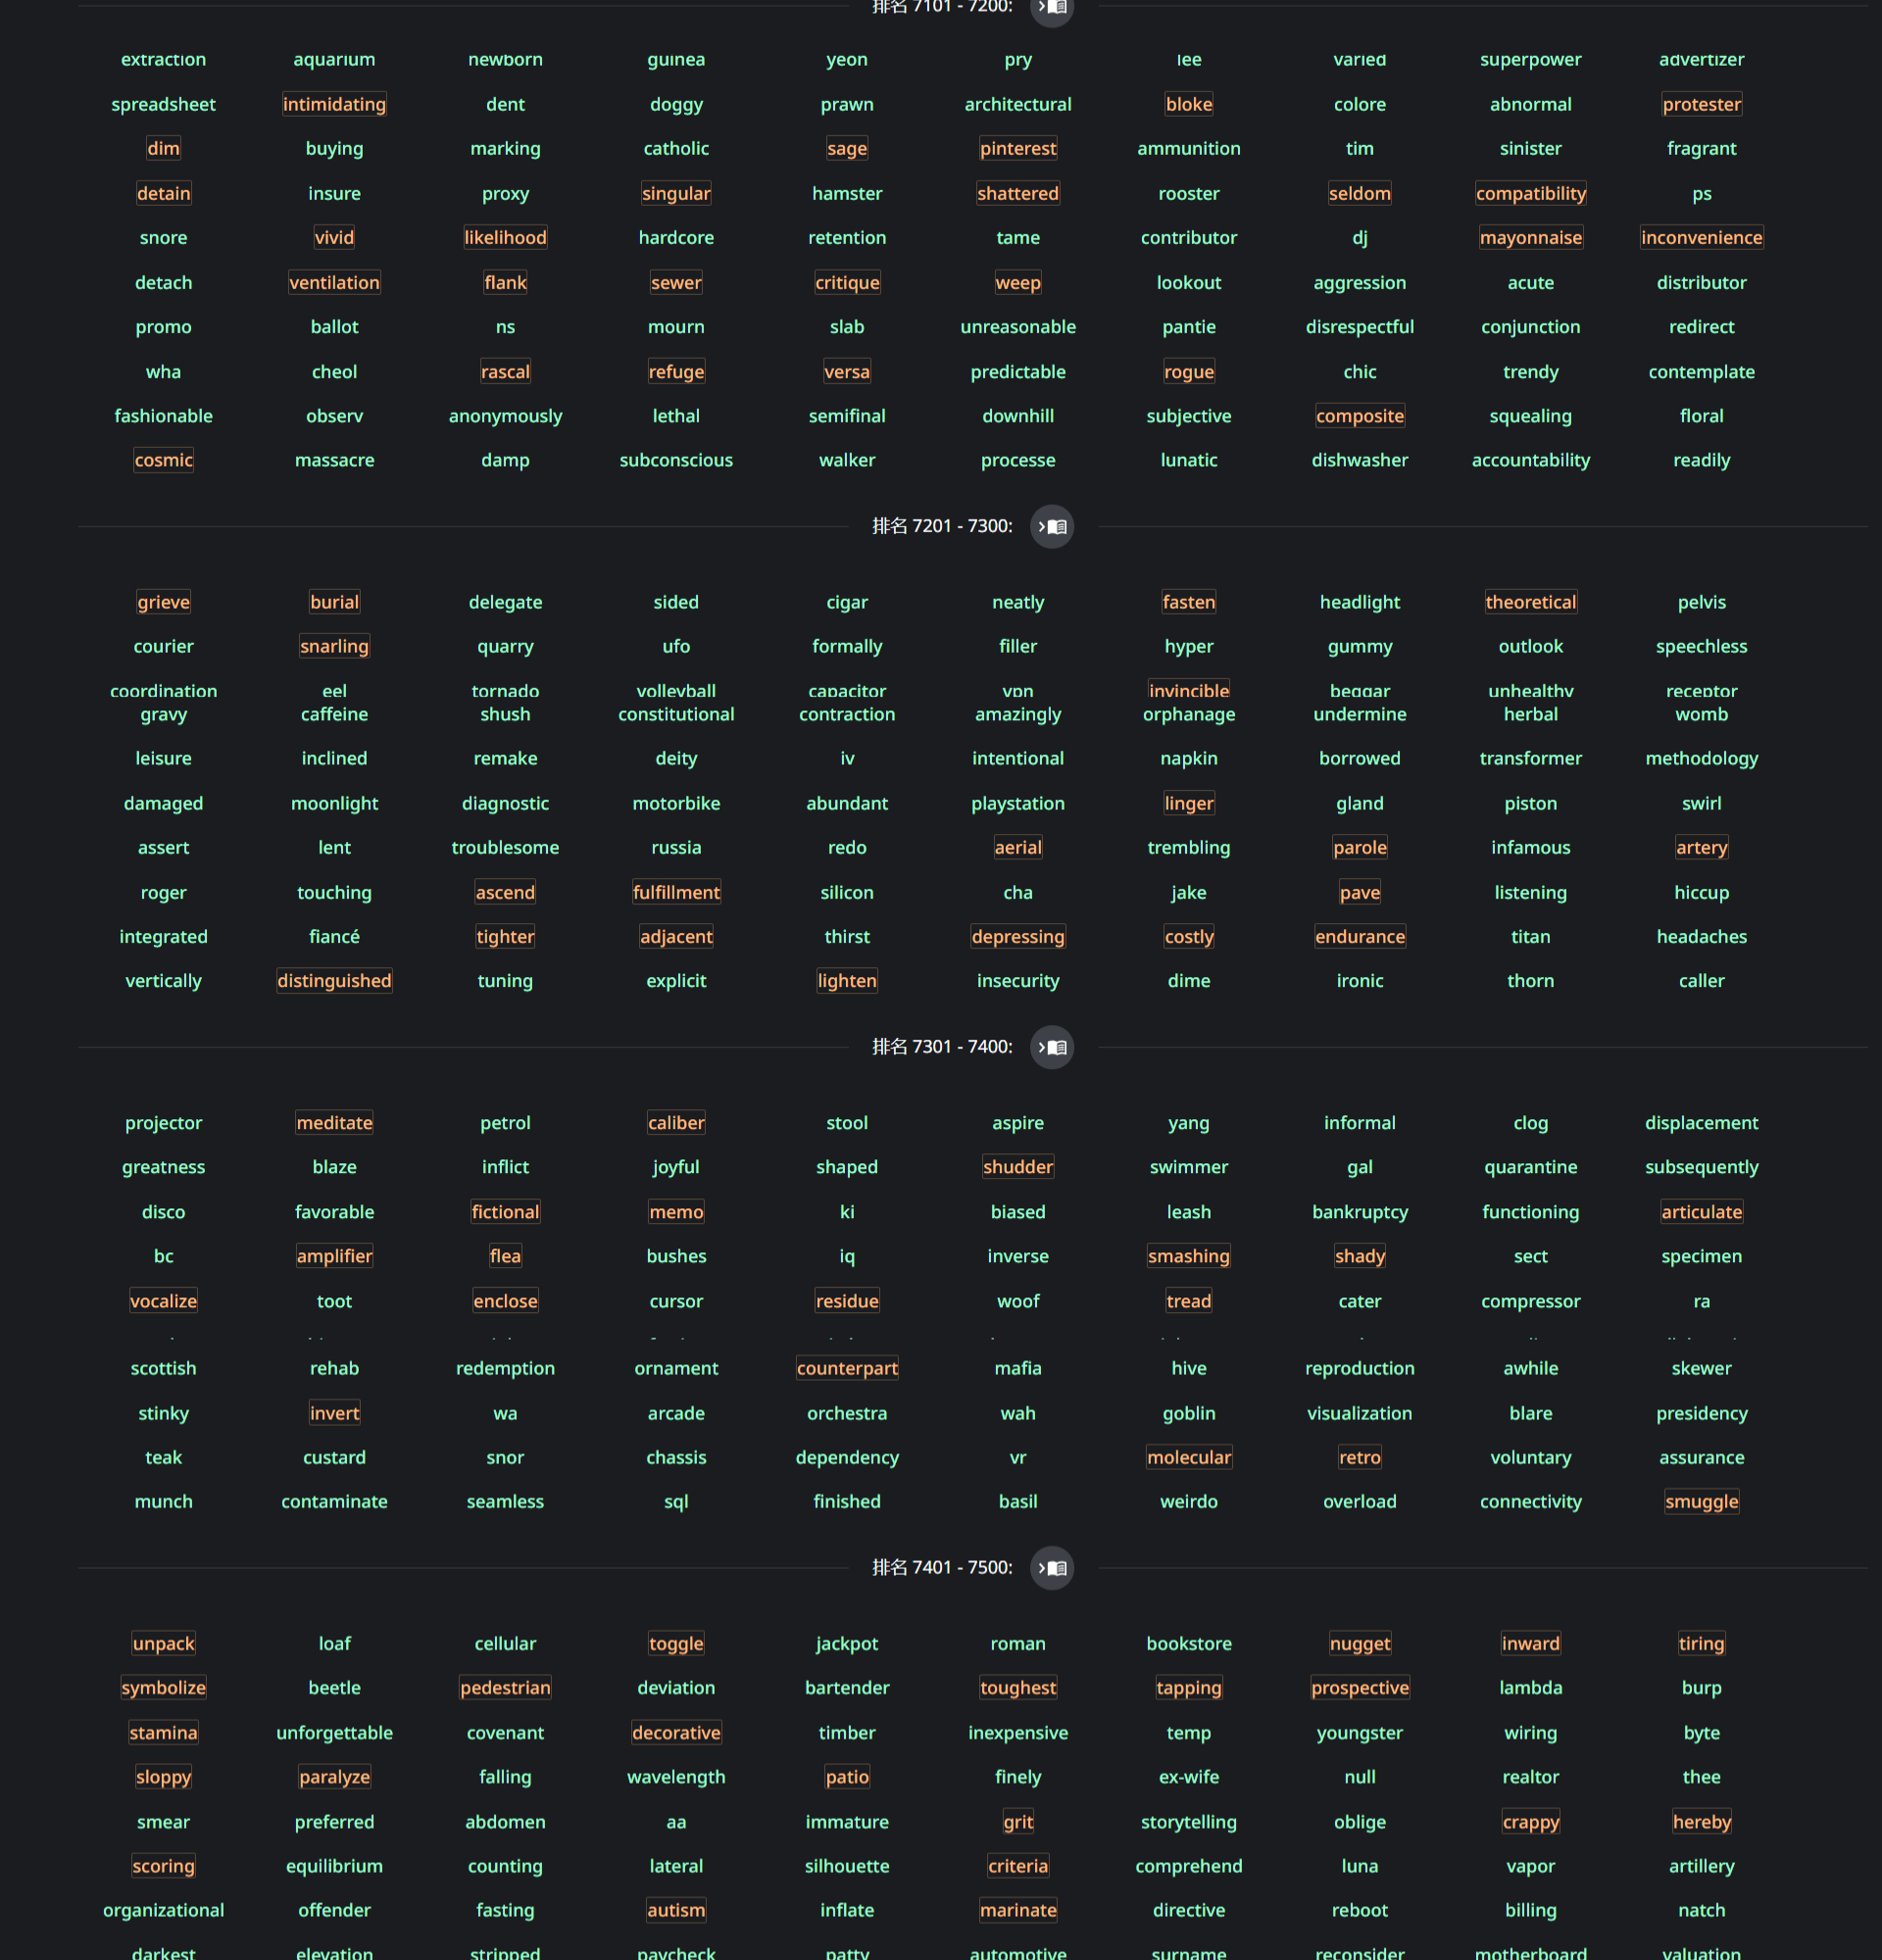 排名 7101 - 7200:
extraction aquarium newborn guinea yeon pry lee varied superpower advertizer
spreadsheet intimidating dent doggy prawn architectural bloke colore abnormal protester
dim buying marking catholic sage pinterest ammunition tim sinister fragrant
detain insure proxy singular hamster shattered rooster seldom compatibility ps
snore vivid likelihood hardcore retention tame contributor dj mayonnaise inconvenience
detach ventilation flank sewer critique weep lookout aggression acute distributor
promo ballot ns mourn slab unreasonable pantie disrespectful conjunction redirect
wha cheol rascal refuge versa predictable rogue chic trendy contemplate
fashionable observ anonymously lethal semifinal downhill subjective composite squealing floral
cosmic massacre damp subconscious walker processe lunatic dishwasher accountability readily
排名 7201 - 7300:
grieve burial delegate sided cigar neatly fasten headlight theoretical pelvis
courier snarling quarry ufo formally filler hyper gummy outlook speechless
coordination eel tornado volleyball capacitor vpn invincible beggar unhealthy receptor
gravy caffeine shush constitutional contraction amazingly orphanage undermine herbal womb
leisure inclined remake deity iv intentional napkin borrowed transformer methodology
damaged moonlight diagnostic motorbike abundant playstation linger gland piston swirl
assert lent troublesome russia redo aerial trembling parole infamous artery
roger touching ascend fulfillment silicon cha jake pave listening hiccup
integrated fiancé tighter adjacent thirst depressing costly endurance titan headaches
vertically distinguished tuning explicit lighten insecurity dime ironic thorn caller
排名 7301 - 7400:
projector meditate petrol caliber stool aspire yang informal clog displacement
greatness blaze inflict joyful shaped shudder swimmer gal quarantine subsequently
disco favorable fictional memo ki biased leash bankruptcy functioning articulate
bc amplifier flea bushes iq inverse smashing shady sect specimen
vocalize toot enclose cursor residue woof tread cater compressor ra
scottish rehab redemption ornament counterpart mafia hive reproduction awhile skewer
stinky invert wa arcade orchestra wah goblin visualization blare presidency
teak custard snor chassis dependency vr molecular retro voluntary assurance
munch contaminate seamless sql finished basil weirdo overload connectivity smuggle
排名 7401 - 7500:
unpack loaf cellular toggle jackpot roman bookstore nugget inward tiring
symbolize beetle pedestrian deviation bartender toughest tapping prospective lambda burp
stamina unforgettable covenant decorative timber inexpensive temp youngster wiring byte
sloppy paralyze falling wavelength patio finely ex-wife null realtor thee
smear preferred abdomen aa immature grit storytelling oblige crappy hereby
scoring equilibrium counting lateral silhouette criteria comprehend luna vapor artillery
organizational offender fasting autism inflate marinate directive reboot billing natch
darkest elevation stripped paycheck patty automotive surname reconsider motherboard valuation